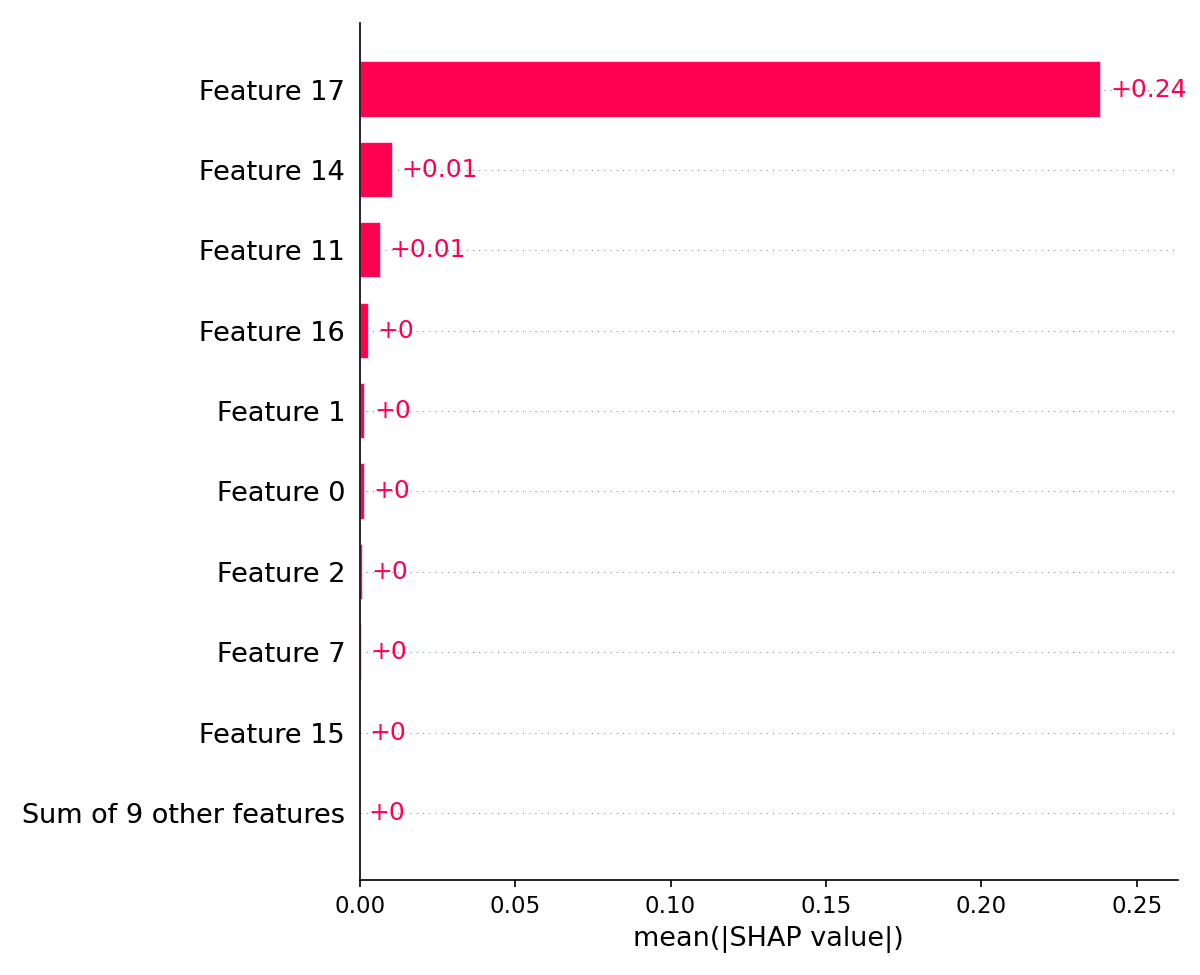 Feature 17 +0.24
Feature 14 +0.01
Feature 11 +0.01
Feature 16 +0
Feature 1 +0
Feature 0 +0
Feature 2 +0
Feature 7 +0
Feature 15 +0
Sum of 9 other features +0
0.00 0.05 0.10 0.15 0.20 0.25
mean(|SHAP value|)